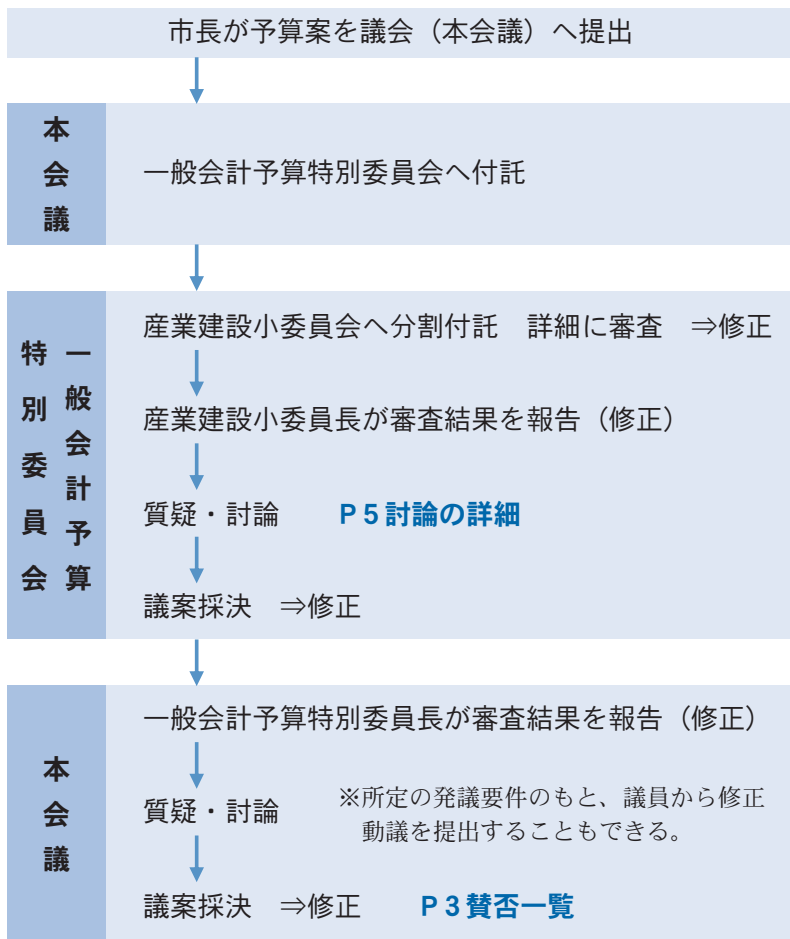 市長が予算案を議会（本会議）へ提出
本会議
一般会計予算特別委員会へ付託
一般会計予算
特別委員会
産業建設小委員会へ分割付託　詳細に審査　⇒修正
産業建設小委員長が審査結果を報告（修正）
質疑・討論　P 5 討論の詳細
議案採決　⇒修正
本会議
一般会計予算特別委員長が審査結果を報告（修正）
質疑・討論
※所定の発議要件のもと、議員から修正
動議を提出することもできる。
議案採決　⇒修正　P 3 賛否一覧